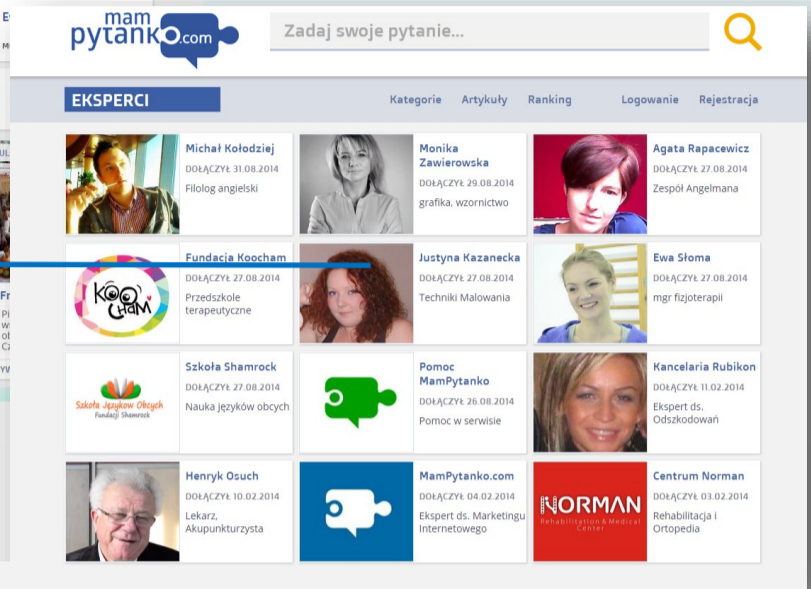 mam
pytanko.com
Zadaj swoje pytanie...
EKSPERCI
Kategorie Artykuły Ranking Logowanie Rejestracja
Michał Kołodziej
DOŁĄCZYŁ 31.08.2014
Filolog angielski
Monika
Zawierowska
DOŁĄCZYŁ 29.08.2014
grafika, wzornictwo
Agata Rapacewicz
DOŁĄCZYŁ 27.08.2014
Zespół Angelmana
KOO
CHAM
Fundacja Koocham
DOŁĄCZYŁ 27.08.2014
Przedszkole
terapeutyczne
Justyna Kazanecka
DOŁĄCZYŁ 27.08.2014
Techniki Malowania
Ewa Słoma
DOŁĄCZYŁ 27.08.2014
mgr fizjoterapii
Szkoła Języków Obcych
Fundacji Shamrock
Szkoła Shamrock
DOŁĄCZYŁ 27.08.2014
Nauka języków obcych
Pomoc
MamPytanko
DOŁĄCZYŁ 26.08.2014
Pomoc w serwisie
Kancelaria Rubikon
DOŁĄCZYŁ 11.02.2014
Ekspert ds.
Odszkodowań
Henryk Osuch
DOŁĄCZYŁ 10.02.2014
Lekarz,
Akupunkturzysta
MamPytanko.com
DOŁĄCZYŁ 04.02.2014
Ekspert ds. Marketingu
Internetowego
NORMAN
Rehabilitation & Medical
Center
Centrum Norman
DOŁĄCZYŁ 03.02.2014
Rehabilitacja i
Ortopedia